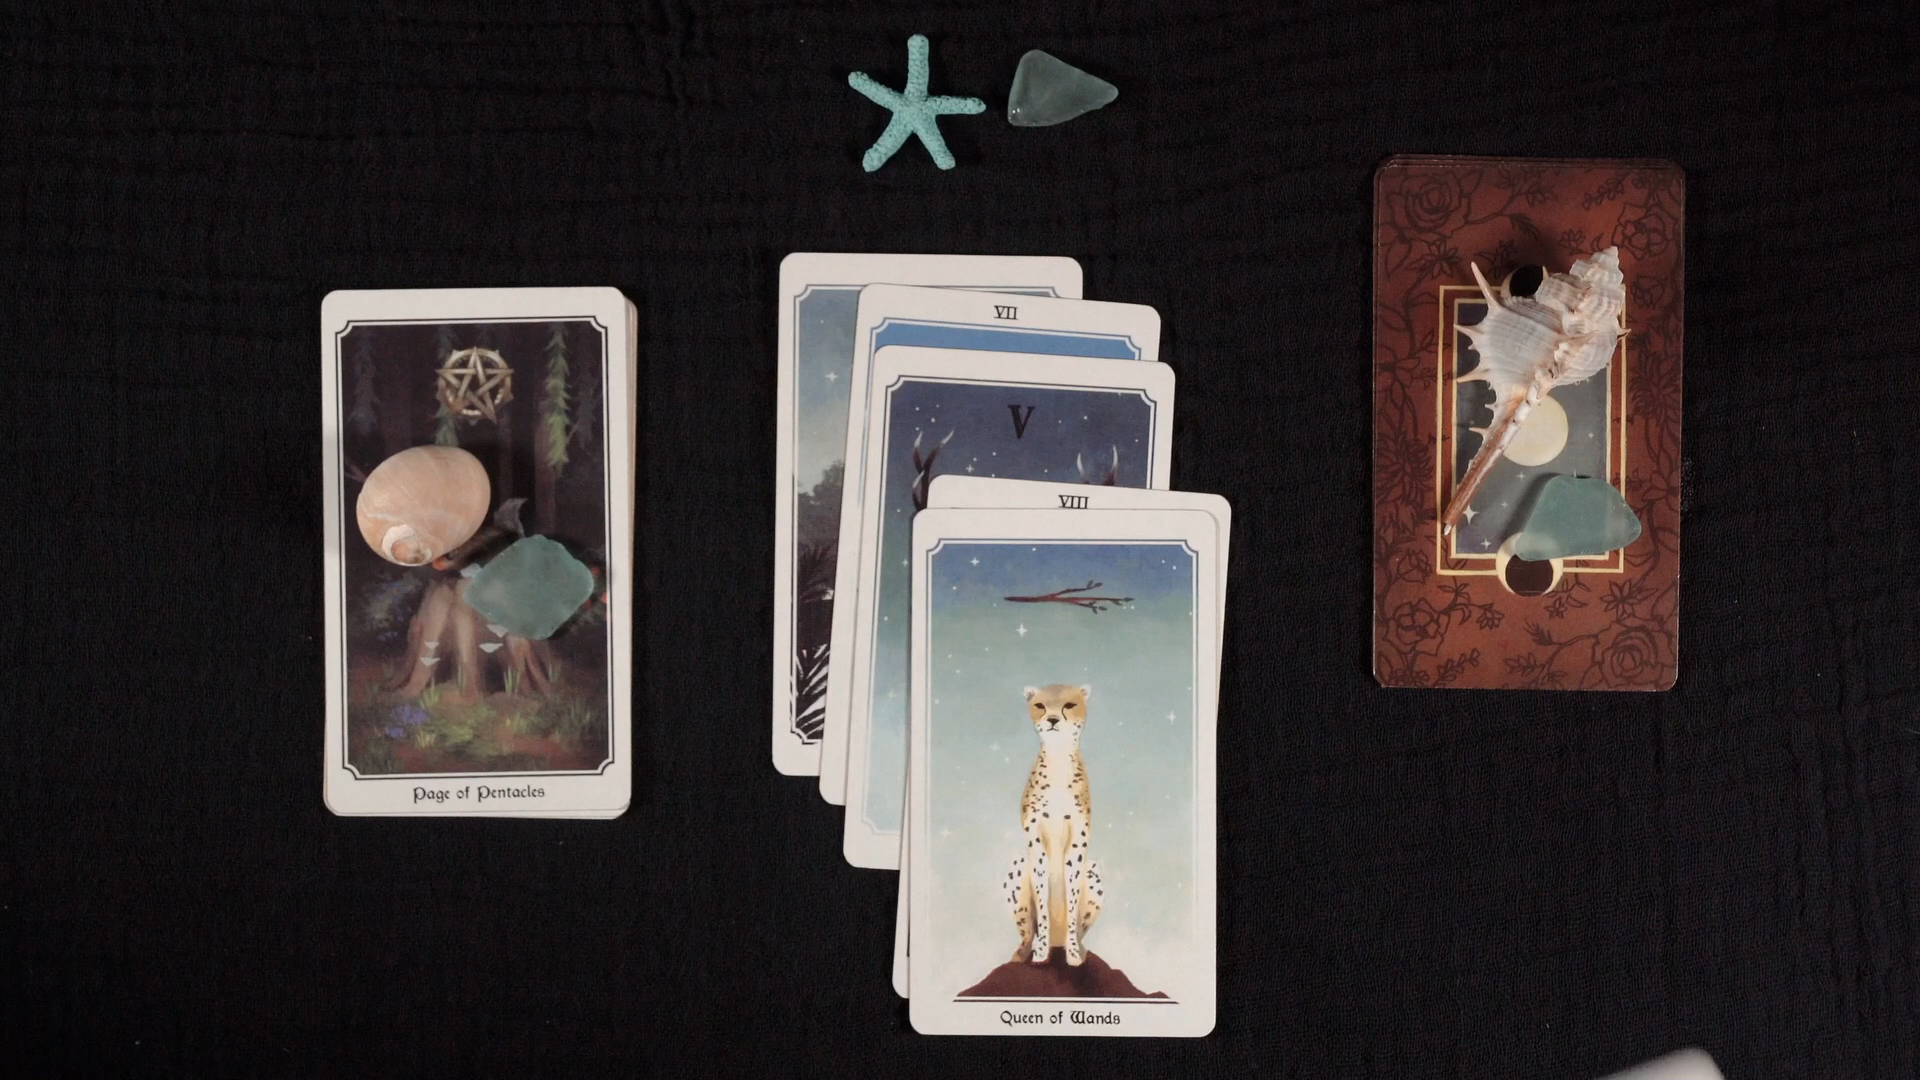 VII
V
VIII
Page of Pentacles
Queen of Wands